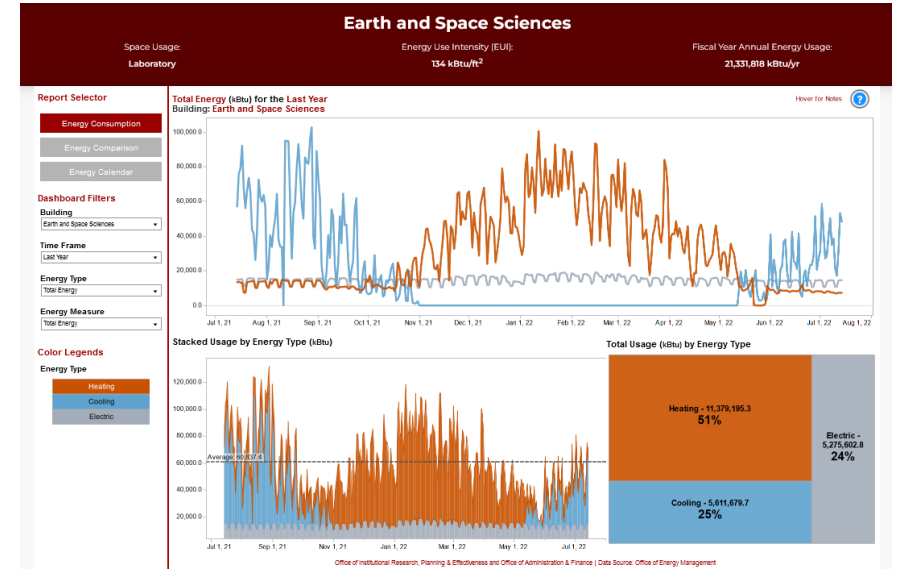 Earth and Space Sciences
Space Usage:
Laboratory
Energy Use Intensity (EUI):
134 kBtu/ft²
Fiscal Year Annual Energy Usage:
21,331,818 kBtu/yr
Report Selector
Energy Consumption
Energy Comparison
Energy Calendar
Dashboard Filters
Building
Earth and Space Sciences
Time Frame
Last Year
Energy Type
Total Energy
Energy Measure
Total Energy
Color Legends
Energy Type
Heating
Cooling
Electric
Total Energy (kBtu) for the Last Year
Building: Earth and Space Sciences
Hover for Notes
?
100,000.0
80,000.0
60,000.0
40,000.0
20,000.0
0.0
Jul 1, 21 Aug 1, 21 Sep 1, 21 Oct 1, 21 Nov 1, 21 Dec 1, 21 Jan 1, 22 Feb 1, 22 Mar 1, 22 Apr 1, 22 May 1, 22 Jun 1, 22 Jul 1, 22 Aug 1, 22
Stacked Usage by Energy Type (kBtu)
120,000.0
100,000.0
80,000.0
60,000.0
40,000.0
20,000.0
Average: 60,837.4
Jul 1, 21 Sep 1, 21 Nov 1, 21 Jan 1, 22 Mar 1, 22 May 1, 22 Jul 1, 22
Total Usage (kBtu) by Energy Type
Heating - 11,379,195.3
51%
Cooling - 5,611,679.7
25%
Electric -
5,275,602.8
24%
Office of Institutional Research, Planning & Effectiveness and Office of Administration & Finance | Data Source: Office of Energy Management